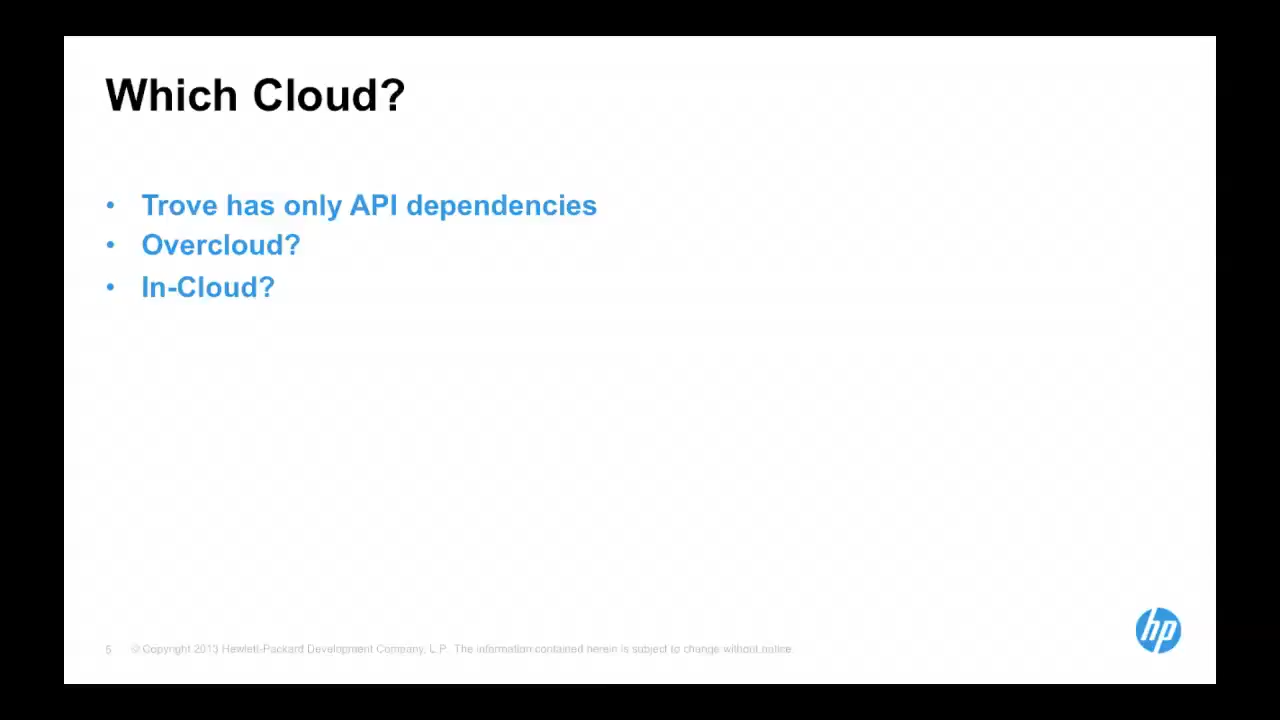 Which Cloud?
• Trove has only API dependencies
• Overcloud?
• In-Cloud?
5 © Copyright 2013 Hewlett-Packard Development Company, L.P. The information contained herein is subject to change without notice.
hp